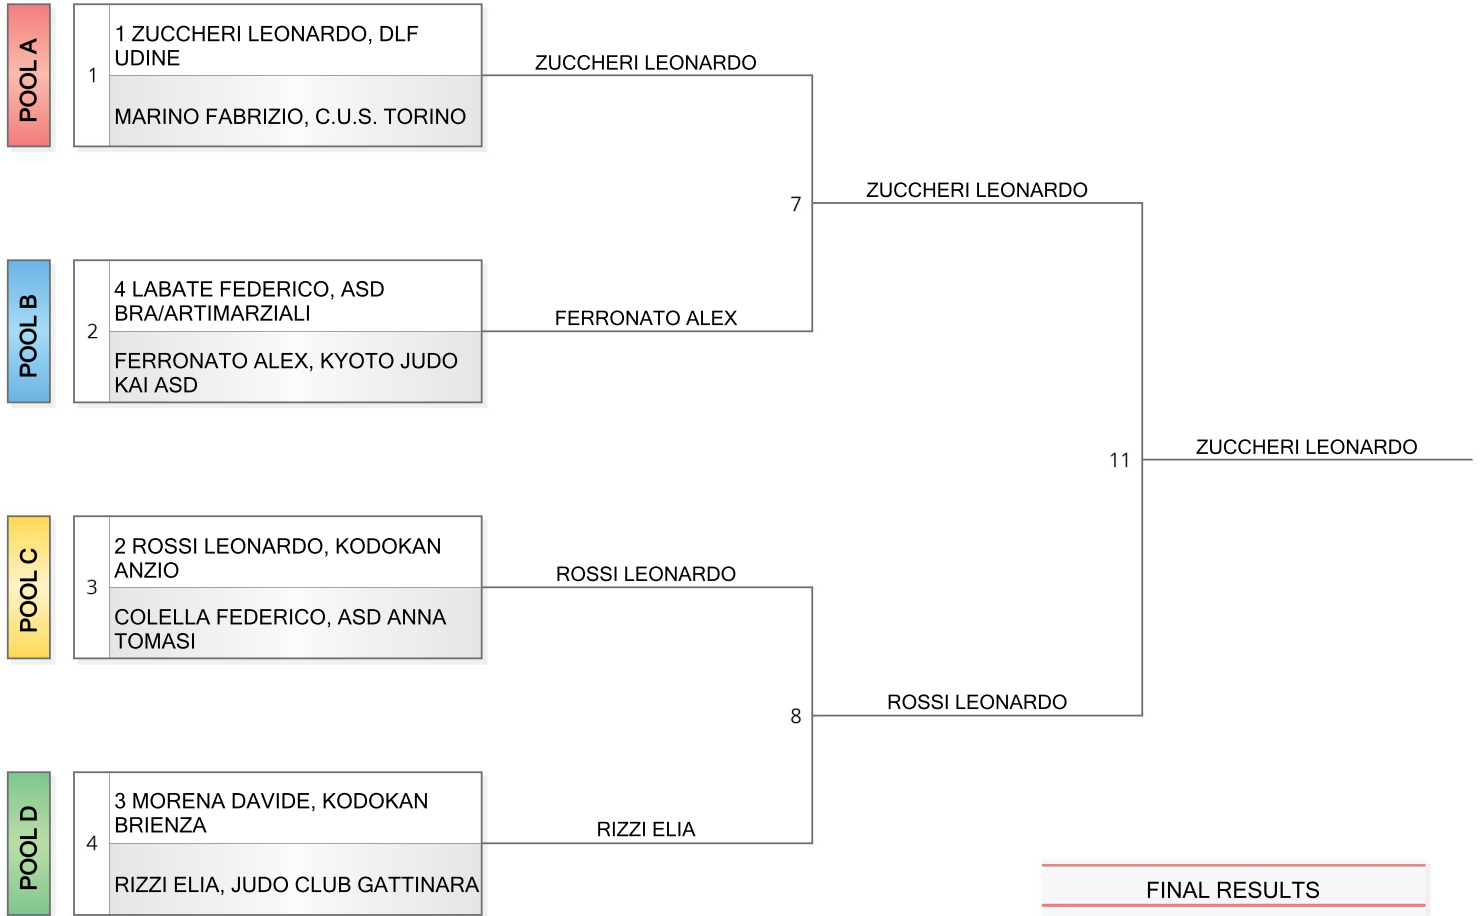 POOL A
1
1 ZUCCHERI LEONARDO, DLF
UDINE
MARINO FABRIZIO, C.U.S. TORINO
ZUCCHERI LEONARDO
7
ZUCCHERI LEONARDO
POOL B
2
4 LABATE FEDERICO, ASD
BRA/ARTIMARZIALI
FERRONATO ALEX, KYOTO JUDO
KAI ASD
FERRONATO ALEX
11
ZUCCHERI LEONARDO
POOL C
3
2 ROSSI LEONARDO, KODOKAN
ANZIO
COLELLA FEDERICO, ASD ANNA
TOMASI
ROSSI LEONARDO
8
ROSSI LEONARDO
POOL D
4
3 MORENA DAVIDE, KODOKAN
BRIENZA
RIZZI ELIA, JUDO CLUB GATTINARA
RIZZI ELIA
FINAL RESULTS